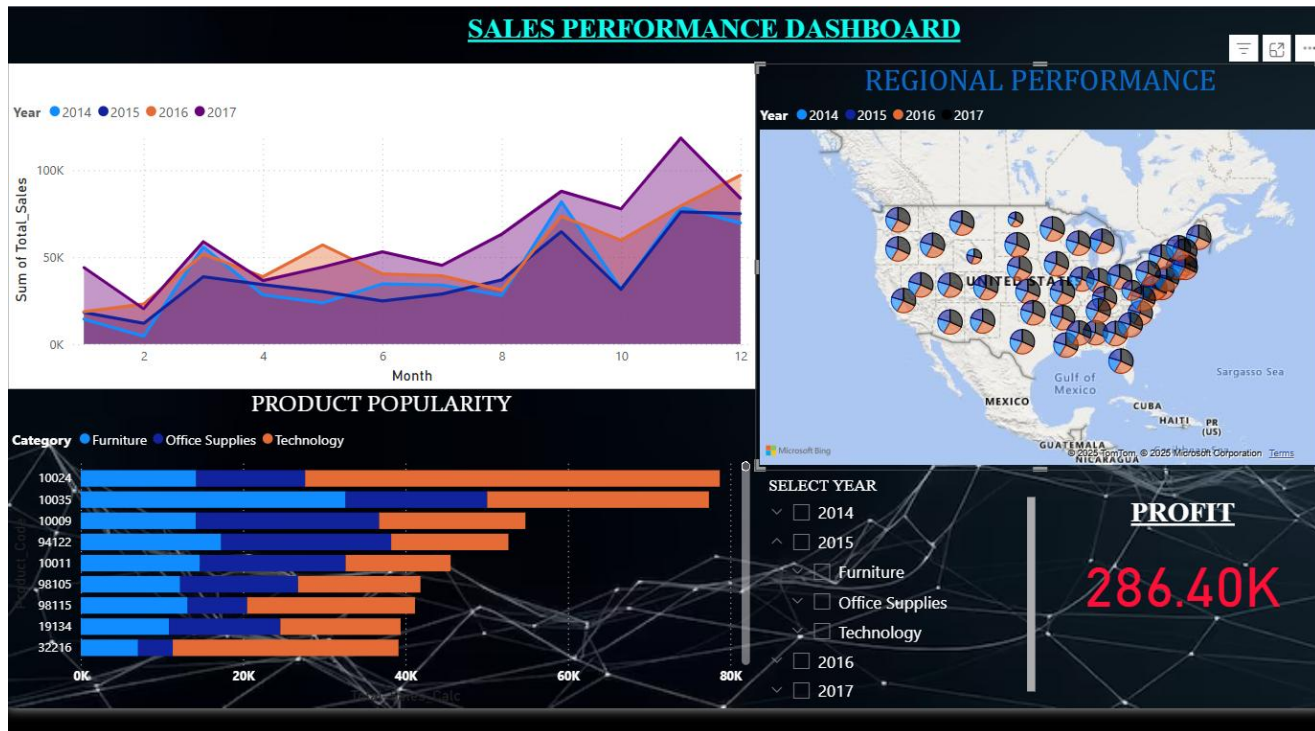 SALES PERFORMANCE DASHBOARD
Year 2014 2015 2016 2017
Sum of Total_Sales
100K
50K
0K
2 4 6 8 10 12
Month
REGIONAL PERFORMANCE
Year 2014 2015 2016 2017
UNITED STATES
MEXICO
Gulf of
Mexico
Sargasso Sea
CUBA
HAITI
PR
(US)
GUATEMALA
NICARAGUA
Microsoft Bing
© 2025 TomTom, © 2025 Microsoft Corporation Terms
PRODUCT POPULARITY
Category Furniture Office Supplies Technology
Product_Code
10024
10035
10009
94122
10011
98105
98115
19134
32216
0K 20K 40K 60K 80K
SELECT YEAR
2014
2015
Furniture
Office Supplies
Technology
2016
2017
PROFIT
286.40K